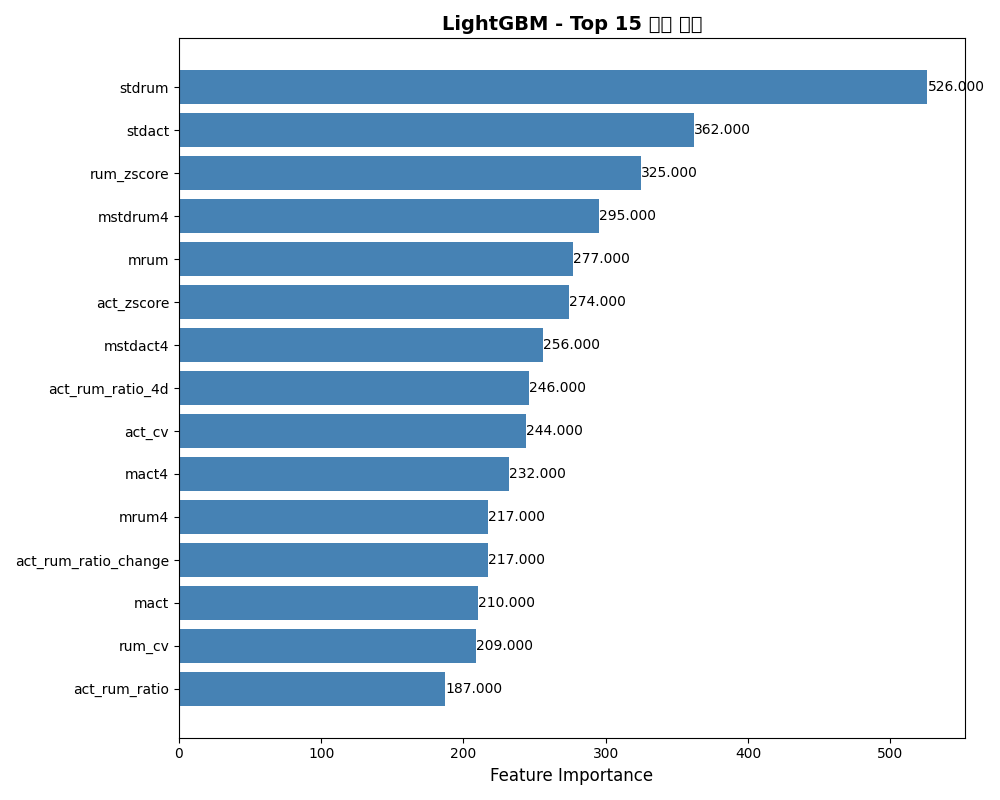 LightGBM - Top 15
stdrum
526.000
stdact
362.000
rum_zscore
325.000
mstdrum4
295.000
mrum
277.000
act_zscore
274.000
mstdact4
256.000
act_rum_ratio_4d
246.000
act_cv
244.000
mact4
232.000
mrum4
217.000
act_rum_ratio_change
217.000
mact
210.000
rum_cv
209.000
act_rum_ratio
187.000
0 100 200 300 400 500
Feature Importance